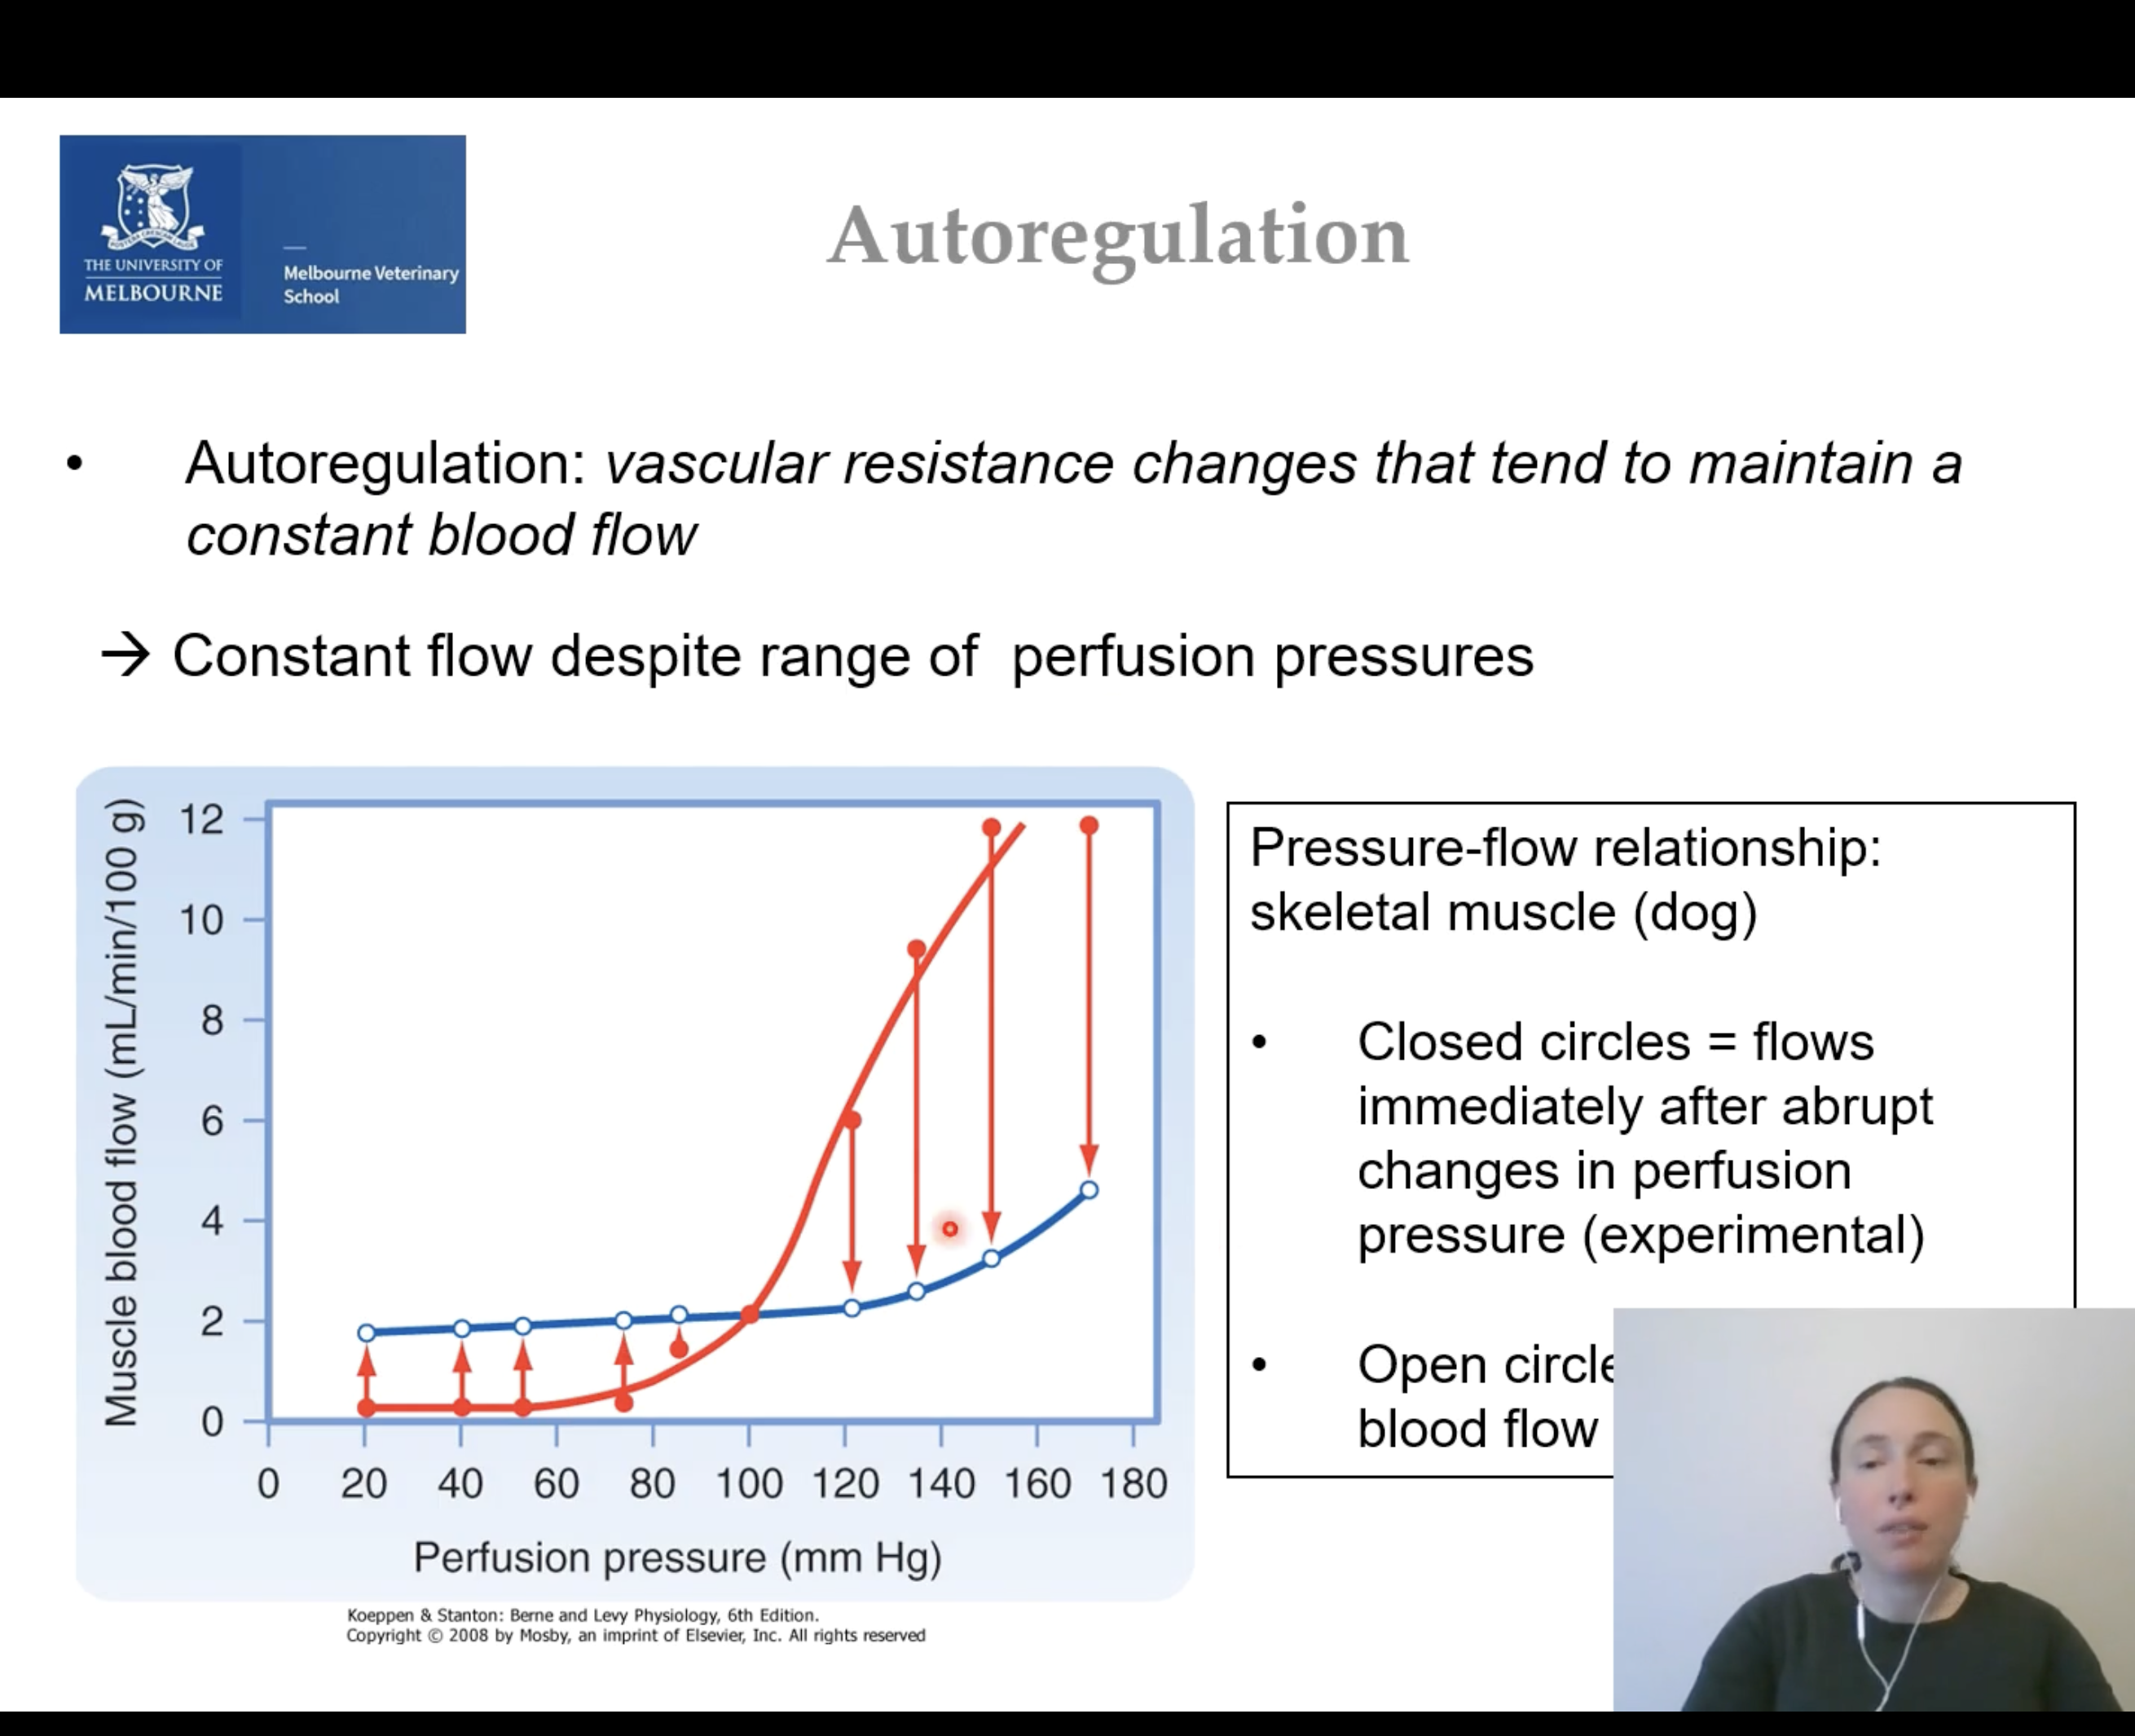 THE UNIVERSITY OF
MELBOURNE
Melbourne Veterinary
School
Autoregulation
• Autoregulation: vascular resistance changes that tend to maintain a
constant blood flow
→ Constant flow despite range of perfusion pressures
Muscle blood flow (mL/min/100 g)
12
10
8
6
4
2
0
0 20 40 60 80 100 120 140 160 180
Perfusion pressure (mm Hg)
Koeppen & Stanton: Berne and Levy Physiology, 6th Edition.
Copyright © 2008 by Mosby, an imprint of Elsevier, Inc. All rights reserved
Pressure-flow relationship:
skeletal muscle (dog)
• Closed circles = flows
immediately after abrupt
changes in perfusion
pressure (experimental)
• Open circle
blood flow